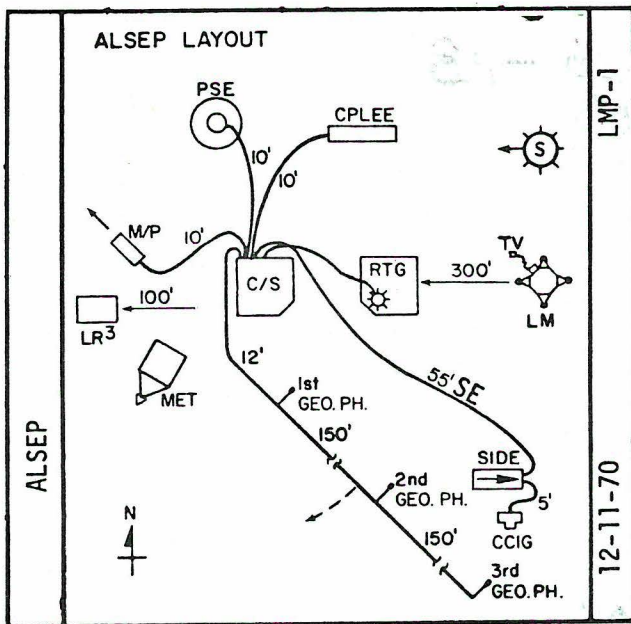 ALSEP LAYOUT
PSE
CPLEE
10'
10'
S
M/P
10'
C/S
RTG
300'
TV
LM
100'
LR3
MET
12'
1st
GEO. PH.
55' SE
150'
SIDE
2nd
GEO. PH.
5'
CCIG
150'
3rd
GEO. PH.
N
ALSEP
LMP-1
12-11-70